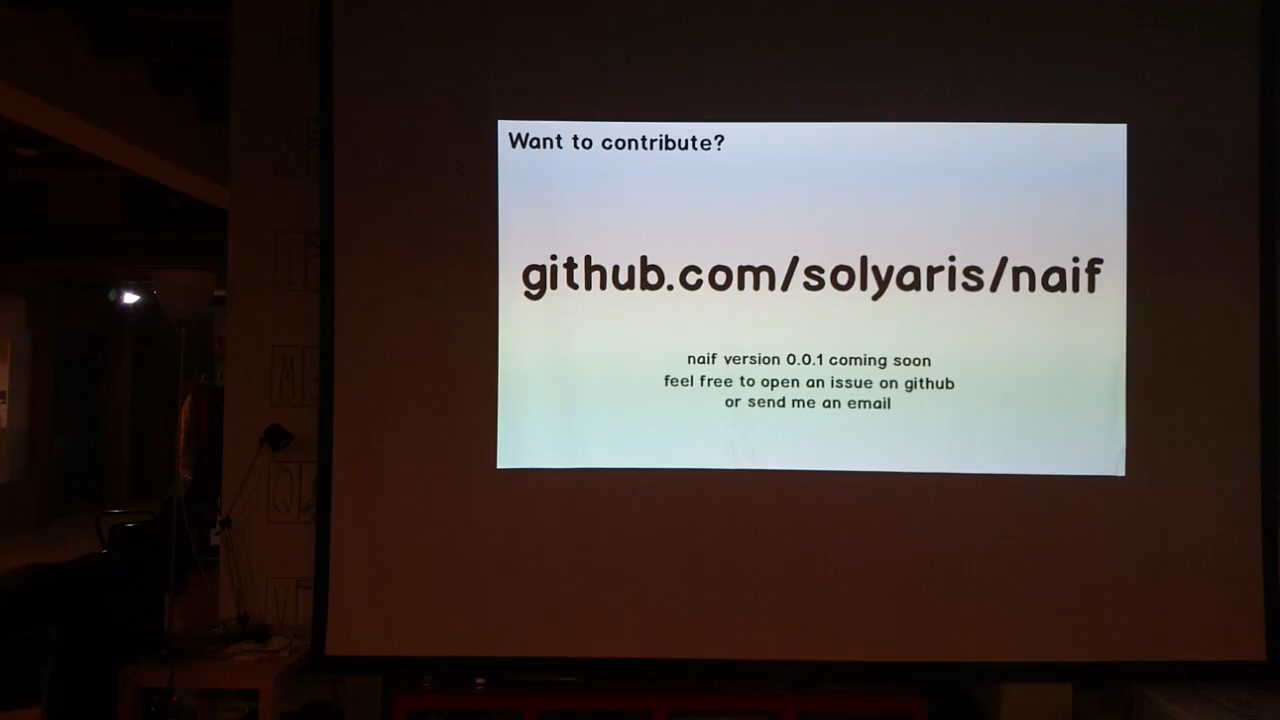 Want to contribute?
github.com/solyaris/naif
naif version 0.0.1 coming soon
feel free to open an issue on github
or send me an email